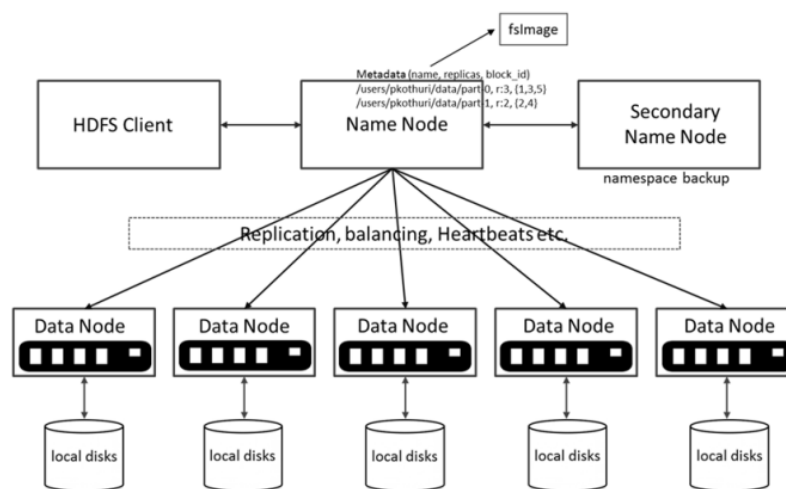 fsImage
Metadata (name, replicas, block_id)
/users/pkothuri/data/part-0, r:3, {1,3,5}
/users/pkothuri/data/part-1, r:2, {2,4}
HDFS Client
Name Node
Secondary
Name Node
namespace backup
Replication, balancing, Heartbeats etc.
Data Node
Data Node
Data Node
Data Node
Data Node
local disks
local disks
local disks
local disks
local disks